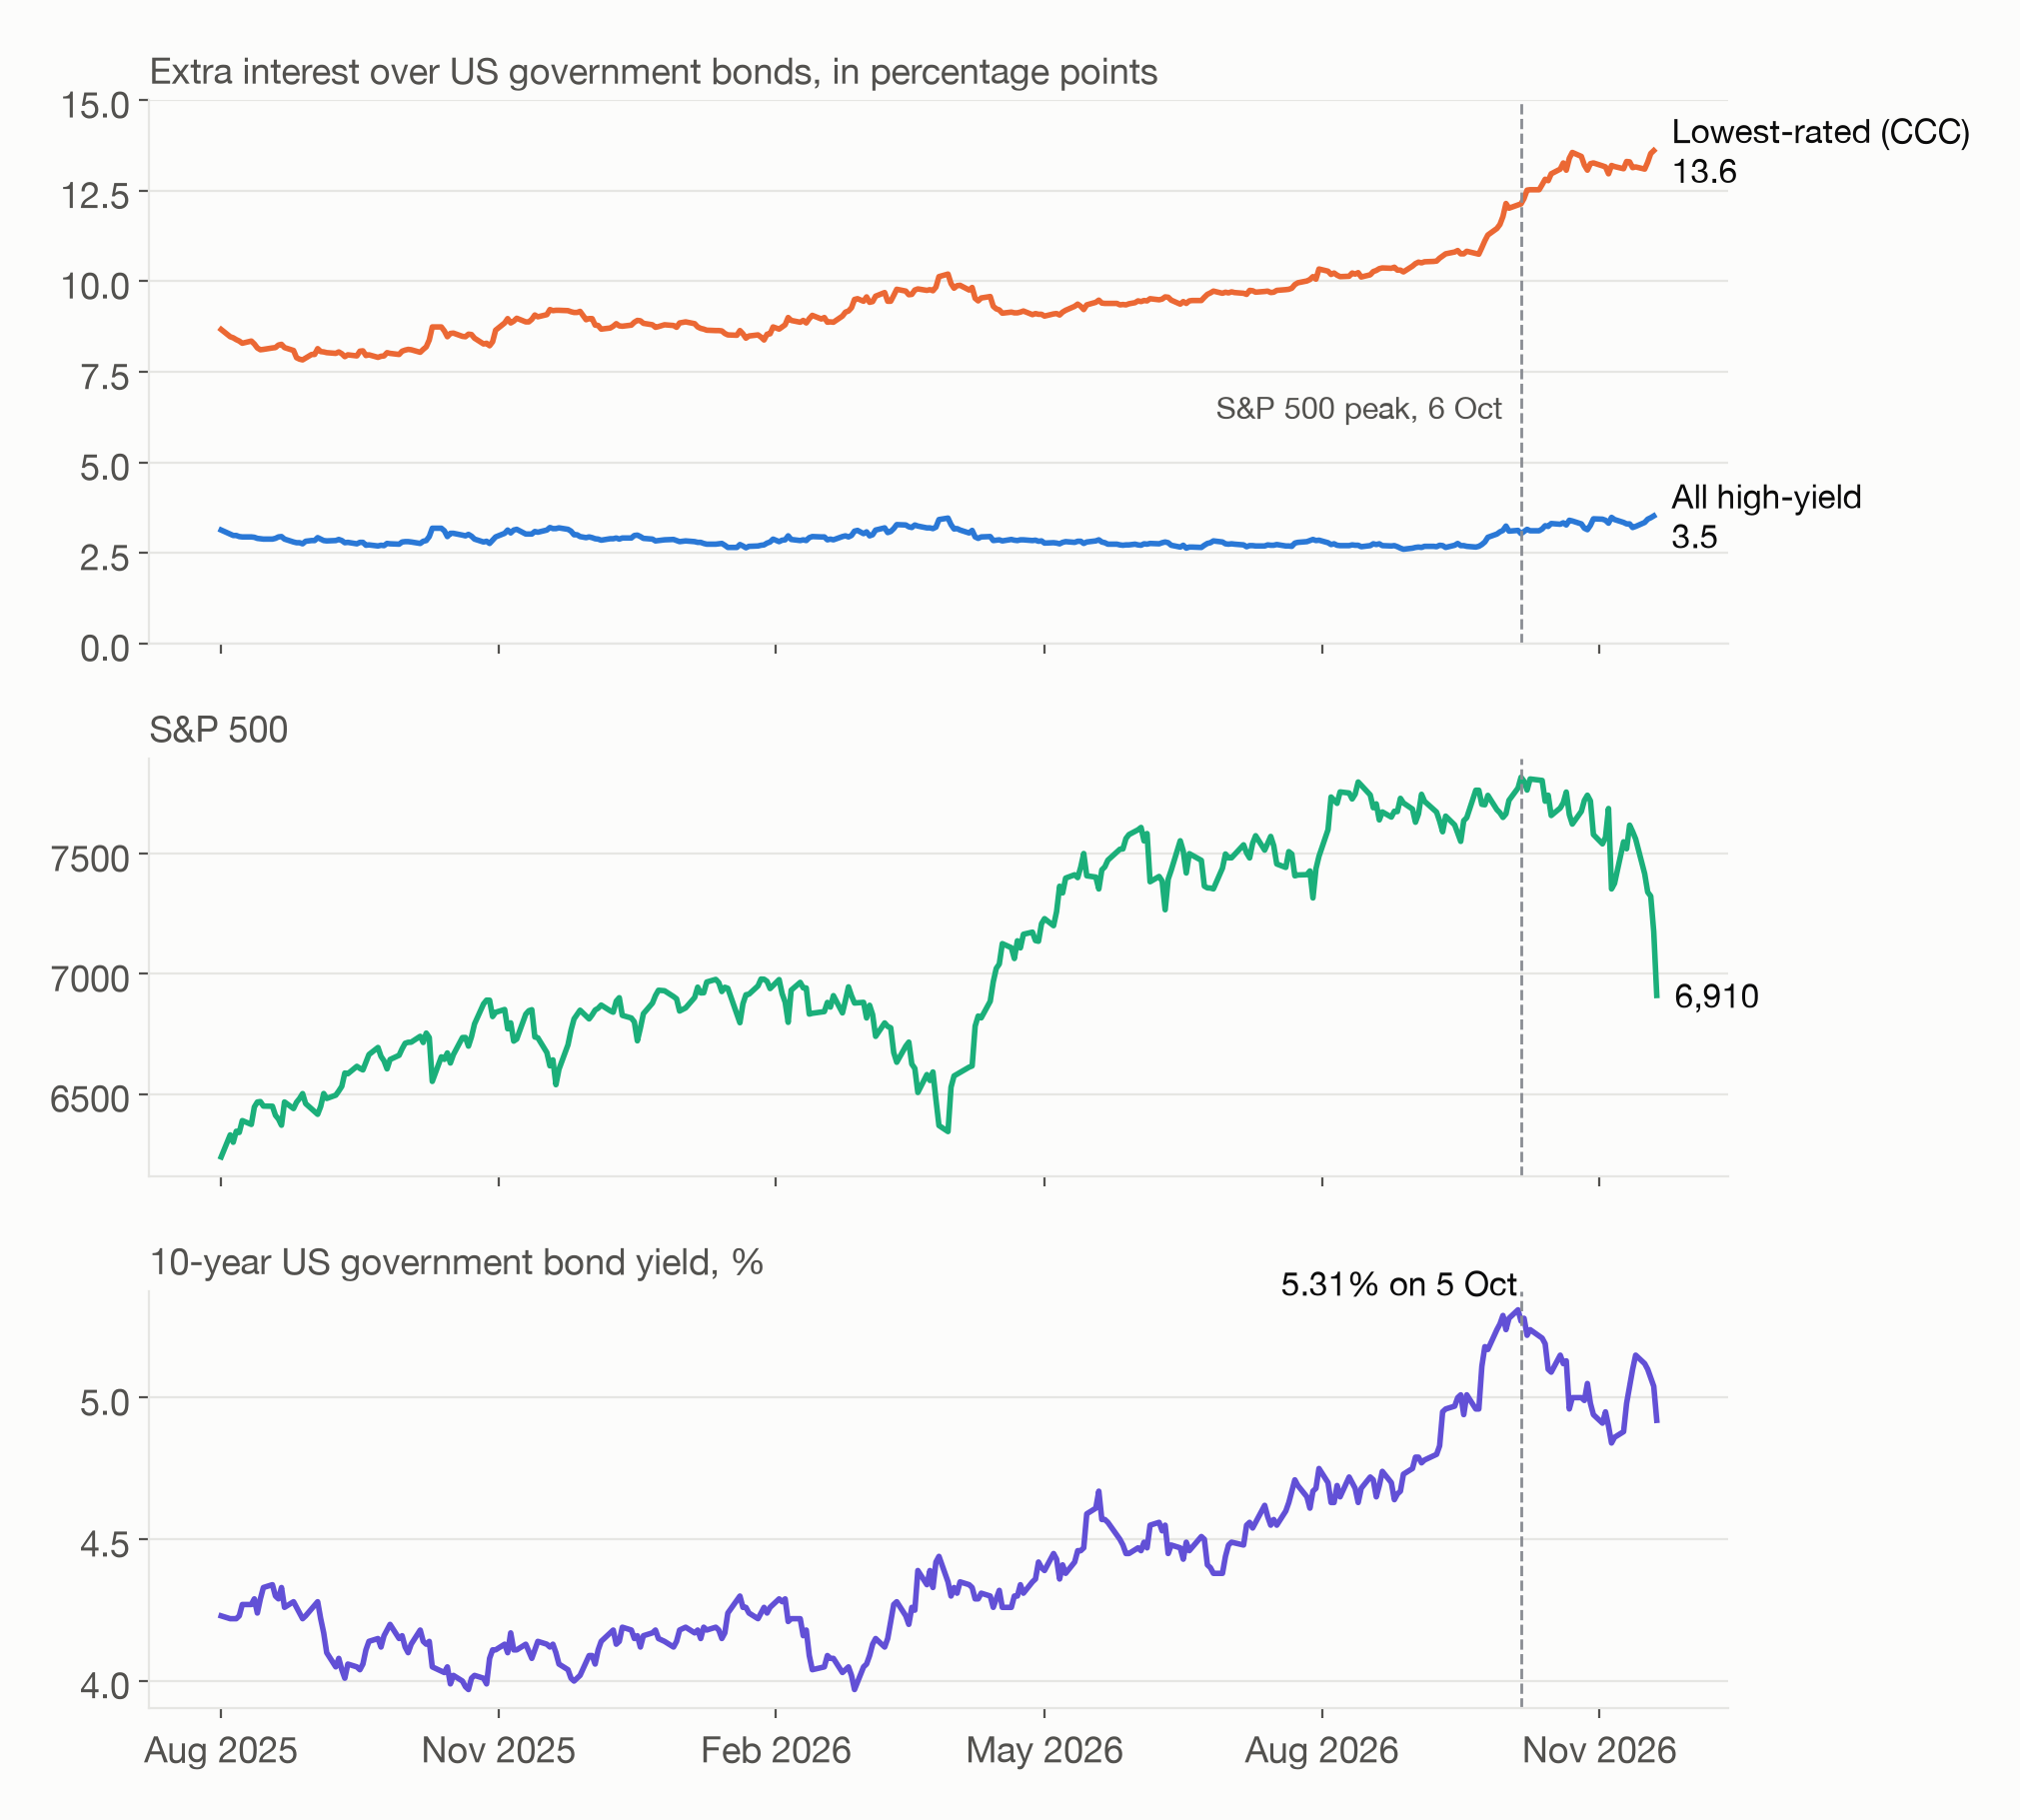 Extra interest over US government bonds, in percentage points
15.0
12.5
10.0
7.5
5.0
2.5
0.0
Lowest-rated (CCC)
13.6
S&P 500 peak, 6 Oct
All high-yield
3.5
S&P 500
7500
7000
6500
6,910
10-year US government bond yield, %
5.31% on 5 Oct
5.0
4.5
4.0
Aug 2025
Nov 2025
Feb 2026
May 2026
Aug 2026
Nov 2026